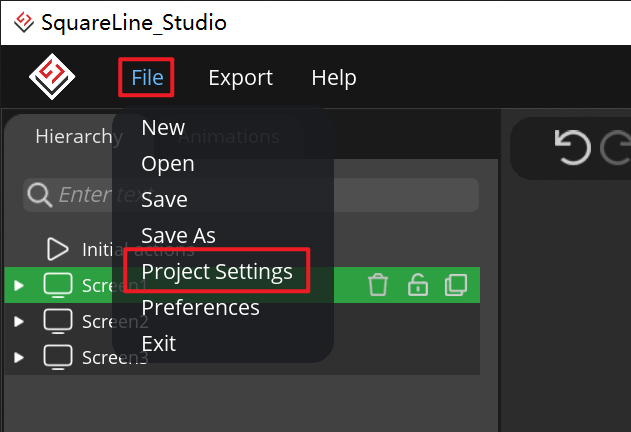 SquareLine_Studio
File Export Help
Hierarchy Animations
New
Open
Enter tex
Save
Save As
Initial actions
Project Settings
Screen1
Preferences
Screen2
Exit
Screen3